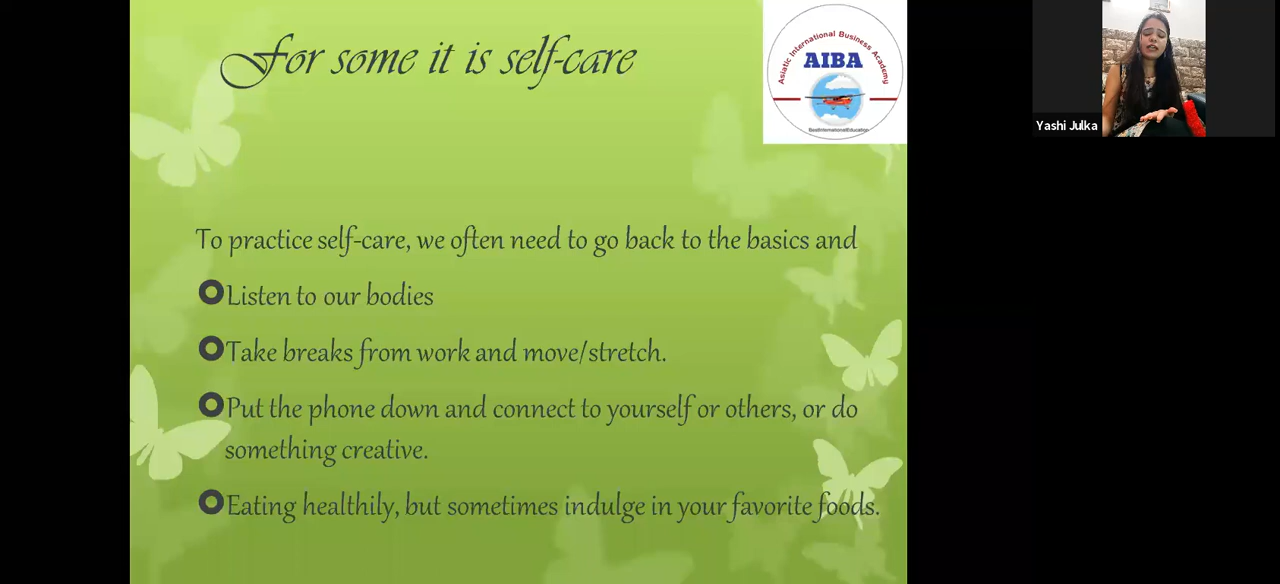 For some it is self-care
Asiatic International Business Academy
AIBA
BestInternationalEducation
Yashi Julka
To practice self-care, we often need to go back to the basics and
Listen to our bodies
Take breaks from work and move/stretch.
Put the phone down and connect to yourself or others, or do
something creative.
Eating healthily, but sometimes indulge in your favorite foods.